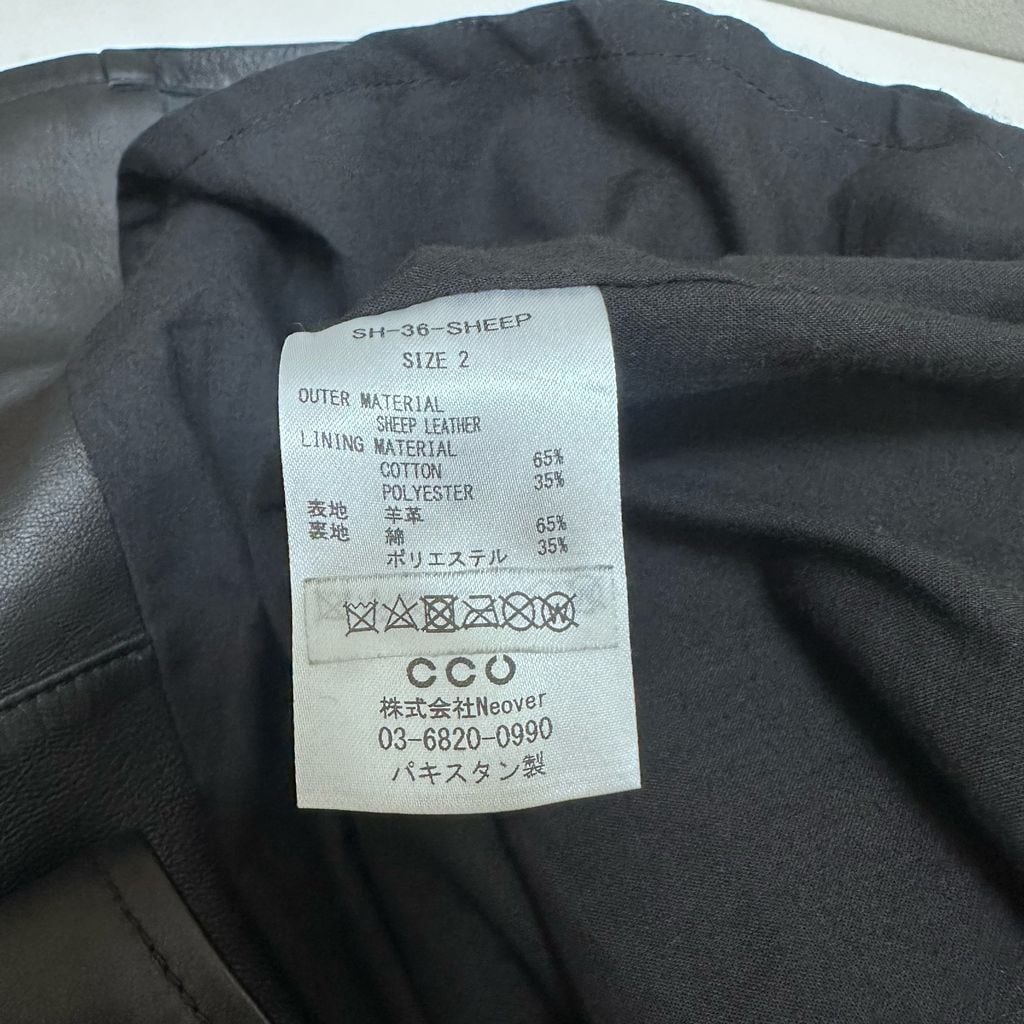 SH-36-SHEEP
SIZE 2
OUTER MATERIAL
SHEEP LEATHER
LINING MATERIAL
COTTON 65%
POLYESTER 35%
表地 羊革
裏地 綿 65%
ポリエステル 35%
W
CCU
株式会社Neover
03-6820-0990
パキスタン製